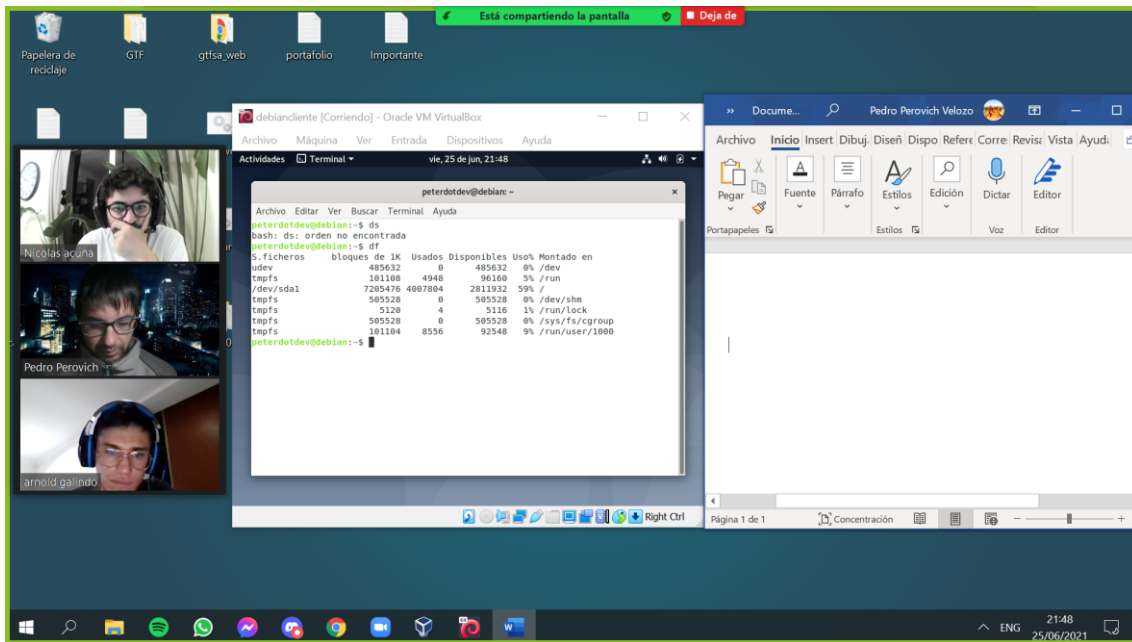 Está compartiendo la pantalla
Deja de
Papelera de
reciclaje
GTF
gtfsa_web
portafolio
Importante
Nicolas acuña
Pedro Perovich
arnold galindo
debiancliente [Corriendo] - Oracle VM VirtualBox
Archivo Máquina Ver Entrada Dispositivos Ayuda
Actividades Terminal vie, 25 de jun, 21:48
peterdotdev@debian: ~
Archivo Editar Ver Buscar Terminal Ayuda
peterdotdev@debian:~$ ds
bash: ds: orden no encontrada
peterdotdev@debian:~$ df
S.ficheros bloques de 1K Usados Disponibles Uso% Montado en
udev 485632 0 485632 0% /dev
tmpfs 101108 4948 96160 5% /run
/dev/sda1 7205476 4007804 2811932 59% /
tmpfs 505528 0 505528 0% /dev/shm
tmpfs 5120 4 5116 1% /run/lock
tmpfs 505528 0 505528 0% /sys/fs/cgroup
tmpfs 101104 8556 92548 9% /run/user/1000
peterdotdev@debian:~$
Right Ctrl
Docume... Pedro Perovich Velozo
Archivo Inicio Insert Dibuj Diseñ Dispo Refere Corre Revisa Vista Ayuda
Pegar
Fuente
Párrafo
Estilos
Edición
Dictar
Editor
Portapapeles Estilos Voz Editor
Página 1 de 1 Concentración
ENG
21:48
25/06/2021